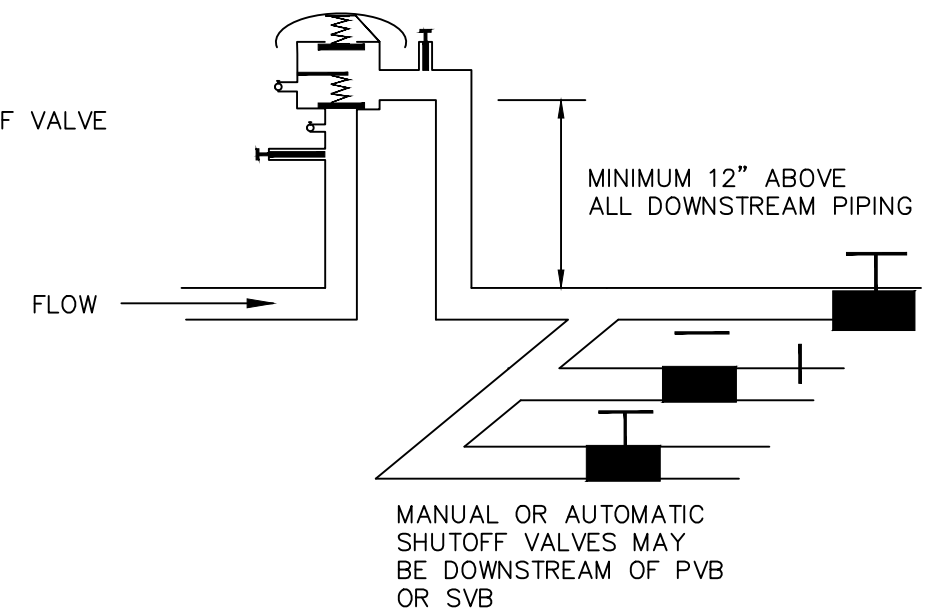 F VALVE
MINIMUM 12” ABOVE
ALL DOWNSTREAM PIPING
FLOW
MANUAL OR AUTOMATIC
SHUTOFF VALVES MAY
BE DOWNSTREAM OF PVB
OR SVB